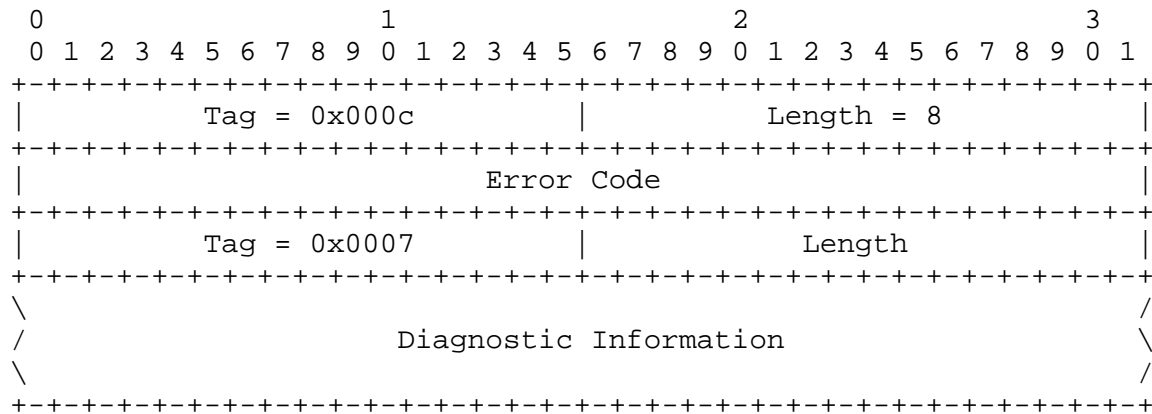 0                   1                   2                   3
0 1 2 3 4 5 6 7 8 9 0 1 2 3 4 5 6 7 8 9 0 1 2 3 4 5 6 7 8 9 0 1
+-+-+-+-+-+-+-+-+-+-+-+-+-+-+-+-+-+-+-+-+-+-+-+-+-+-+-+-+-+-+-+-+
|          Tag = 0x000c         |          Length = 8           |
+-+-+-+-+-+-+-+-+-+-+-+-+-+-+-+-+-+-+-+-+-+-+-+-+-+-+-+-+-+-+-+-+
|                          Error Code                           |
+-+-+-+-+-+-+-+-+-+-+-+-+-+-+-+-+-+-+-+-+-+-+-+-+-+-+-+-+-+-+-+-+
|          Tag = 0x0007         |            Length             |
+-+-+-+-+-+-+-+-+-+-+-+-+-+-+-+-+-+-+-+-+-+-+-+-+-+-+-+-+-+-+-+-+
\                                                               /
/                     Diagnostic Information                    \
\                                                               /
+-+-+-+-+-+-+-+-+-+-+-+-+-+-+-+-+-+-+-+-+-+-+-+-+-+-+-+-+-+-+-+-+